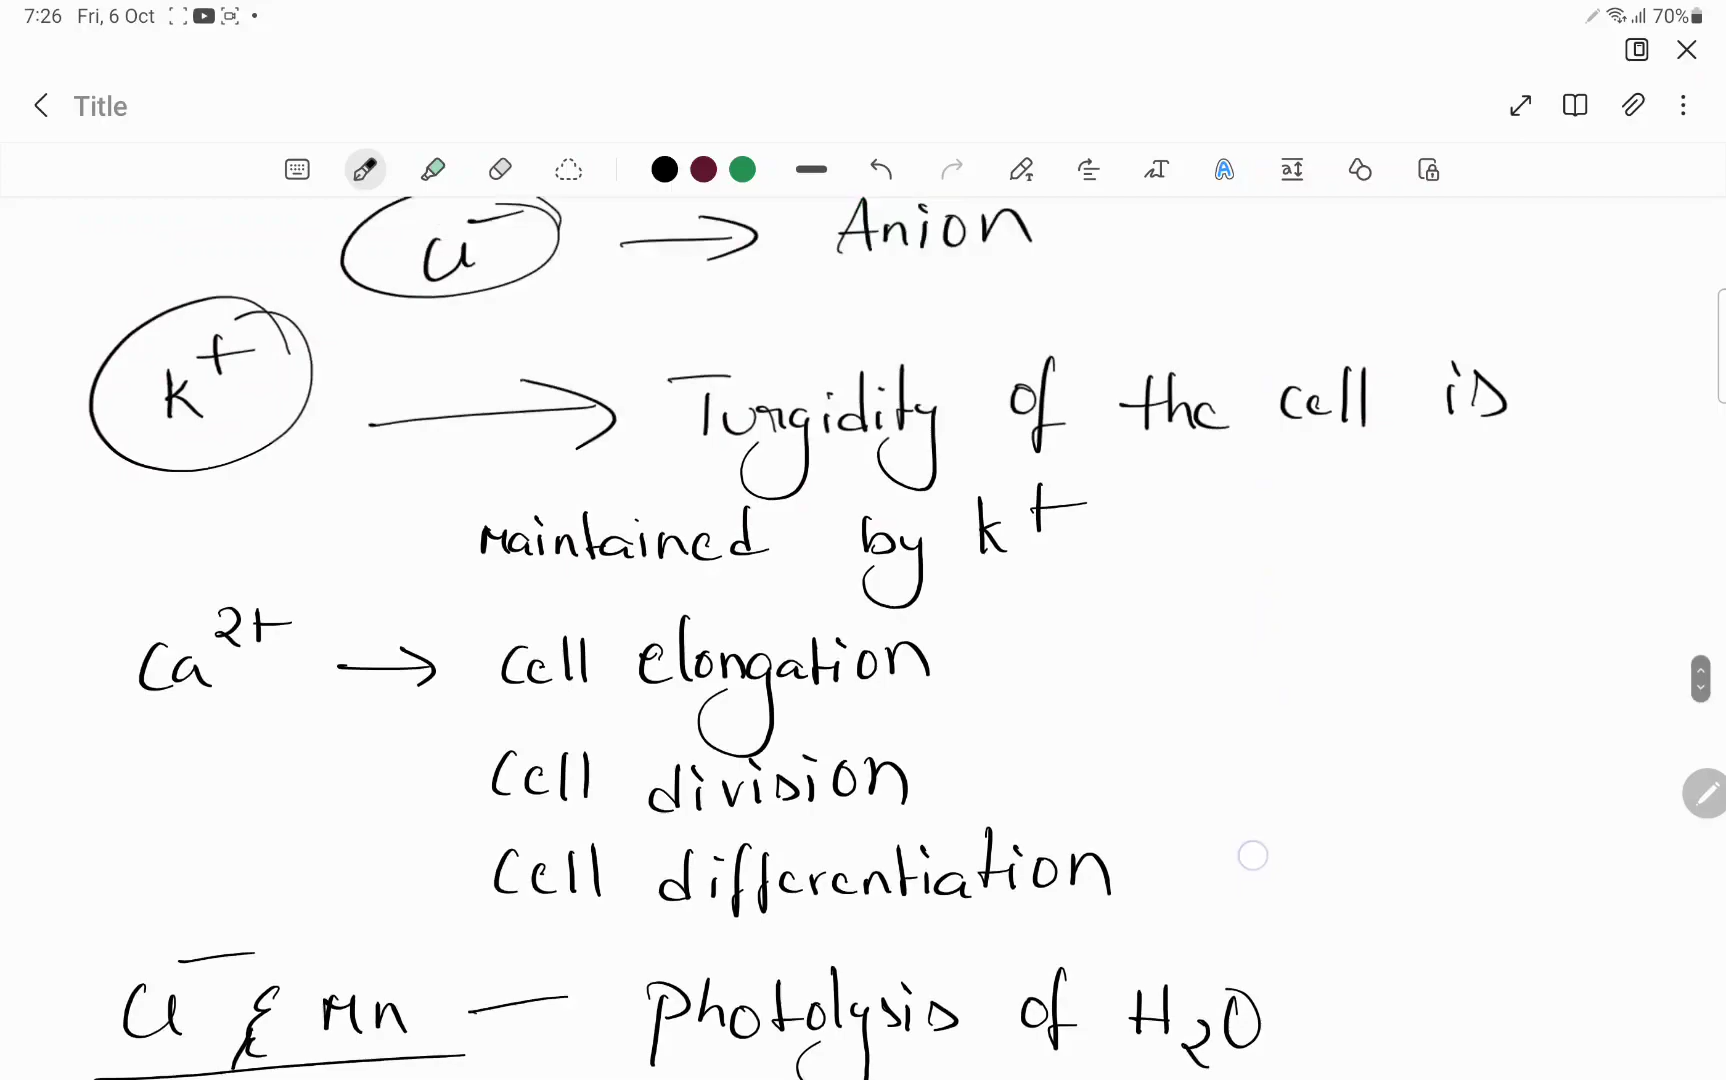 7:26 Fri, 6 Oct 70%
Title
Cl⁻ → Anion
K⁺ → Turgidity of the cell is
maintained by K⁺
Ca²⁺ → Cell elongation
Cell division
Cell differentiation
Cl⁻ & Mn — Photolysis of H₂O